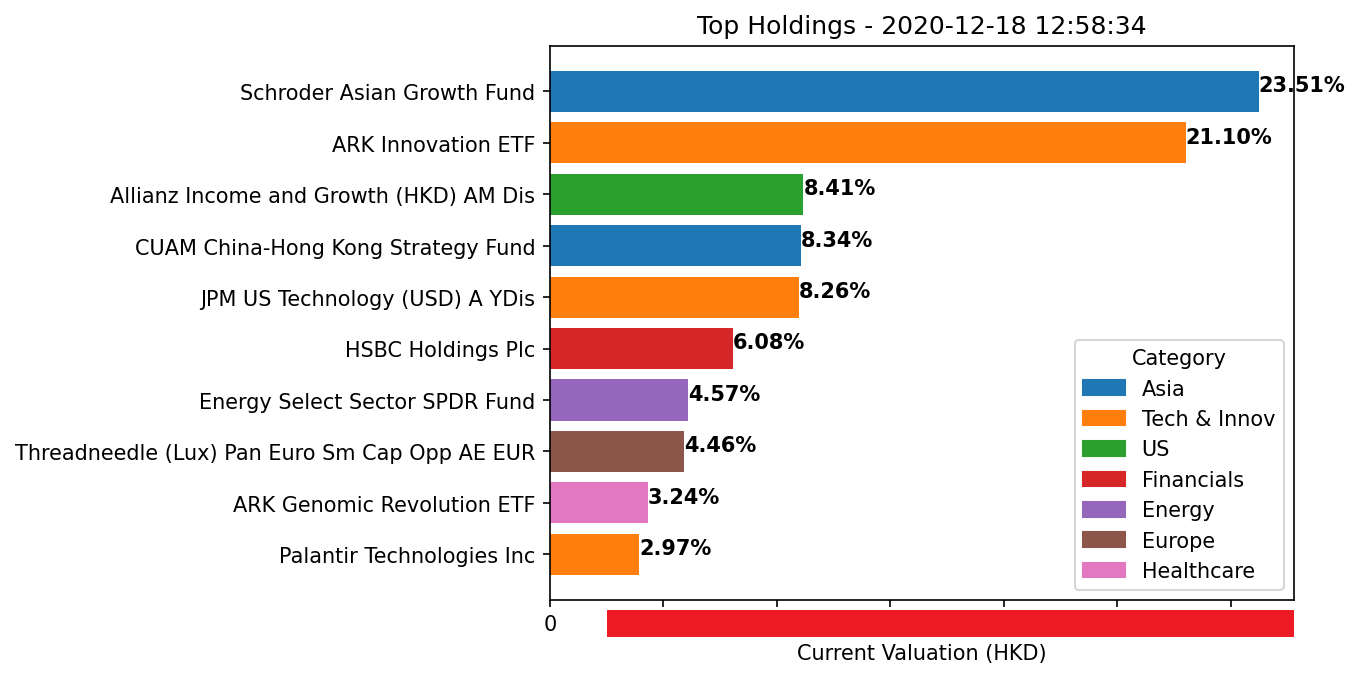 Top Holdings - 2020-12-18 12:58:34
Schroder Asian Growth Fund 23.51%
ARK Innovation ETF 21.10%
Allianz Income and Growth (HKD) AM Dis 8.41%
CUAM China-Hong Kong Strategy Fund 8.34%
JPM US Technology (USD) A YDis 8.26%
HSBC Holdings Plc 6.08%
Energy Select Sector SPDR Fund 4.57%
Threadneedle (Lux) Pan Euro Sm Cap Opp AE EUR 4.46%
ARK Genomic Revolution ETF 3.24%
Palantir Technologies Inc 2.97%
Category
Asia
Tech & Innov
US
Financials
Energy
Europe
Healthcare
0
Current Valuation (HKD)